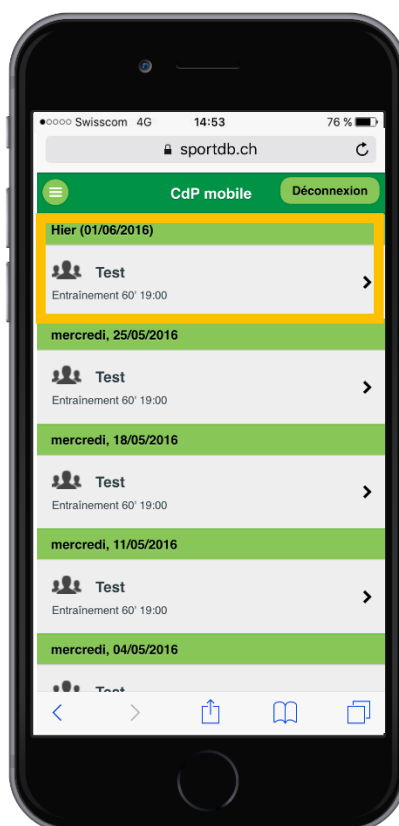 Swisscom 4G 14:53 76 %
sportdb.ch
CdP mobile Déconnexion
Hier (01/06/2016)
Test
Entraînement 60' 19:00
mercredi, 25/05/2016
Test
Entraînement 60' 19:00
mercredi, 18/05/2016
Test
Entraînement 60' 19:00
mercredi, 11/05/2016
Test
Entraînement 60' 19:00
mercredi, 04/05/2016
Test